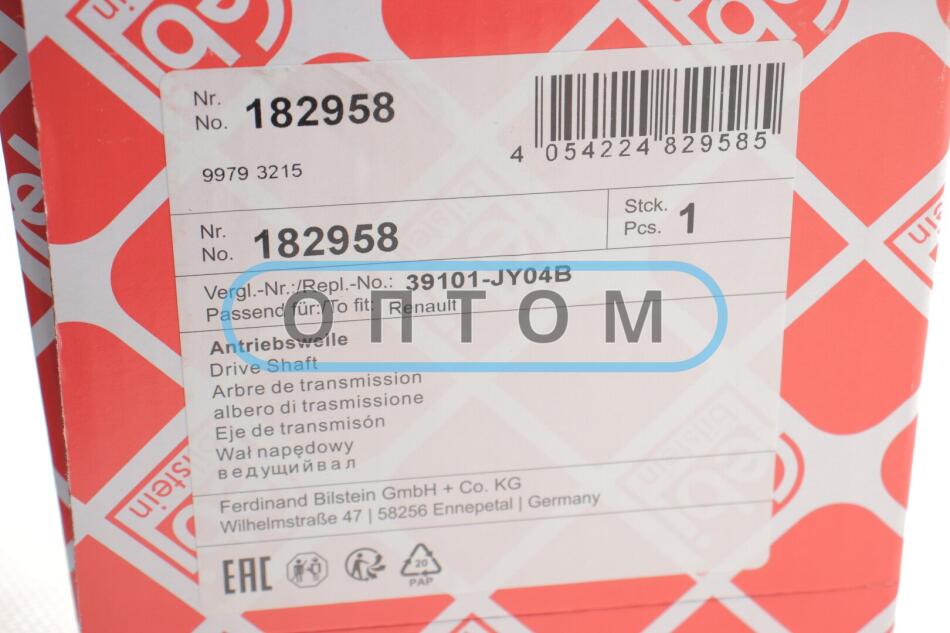 Nr.
No. 182958
4 054224 829585
9979 3215
Nr.
No. 182958
Stck.
Pcs. 1
Vergl.-Nr.:/Repl.-No.: 39101-JY04B
Passend für:/To fit: Renault
ОПТОМ
Antriebswelle
Drive Shaft
Arbre de transmission
albero di trasmissione
Eje de transmisón
Wał napędowy
ведущийвал
Ferdinand Bilstein GmbH + Co. KG
Wilhelmstraße 47 | 58256 Ennepetal | Germany
EAC
20
PAP
febi
bilstein